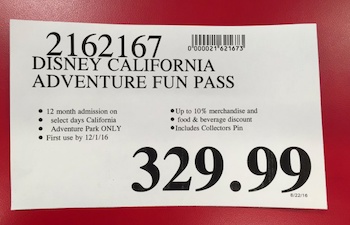 2162167
0000021621673
DISNEY CALIFORNIA
ADVENTURE FUN PASS
● 12 month admission on
● select days California
● Adventure Park ONLY
● First use by 12/1/16
● Up to 10% merchandise and
● food & beverage discount
● Includes Collectors Pin
329.99
8/22/16